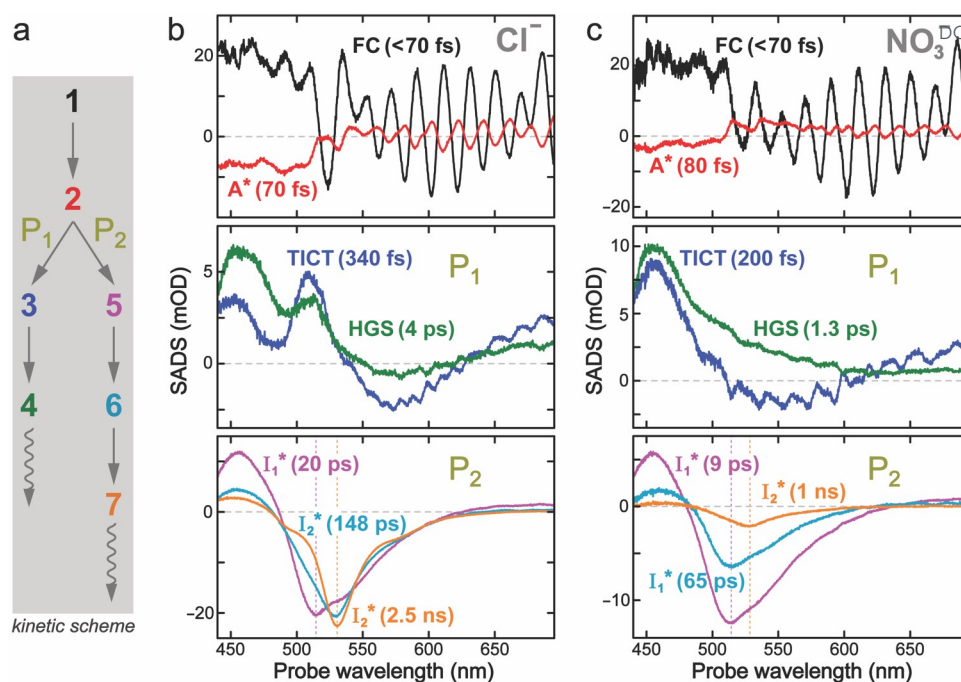 a
1
2
P1 P2
3 5
4 6
7
kinetic scheme
b
Cl−
FC (<70 fs)
20
0
A* (70 fs)
TICT (340 fs) P1
5
HGS (4 ps)
0
SADS (mOD)
P2
I1* (20 ps)
0
I2* (148 ps)
I2* (2.5 ns)
-20
450 500 550 600 650
Probe wavelength (nm)
c
NO3
FC (<70 fs)
20
0
A* (80 fs)
-20
10
TICT (200 fs) P1
5
HGS (1.3 ps)
0
SADS (mOD)
P2
I1* (9 ps)
0
I2* (1 ns)
I1* (65 ps)
-10
450 500 550 600 650
Probe wavelength (nm)